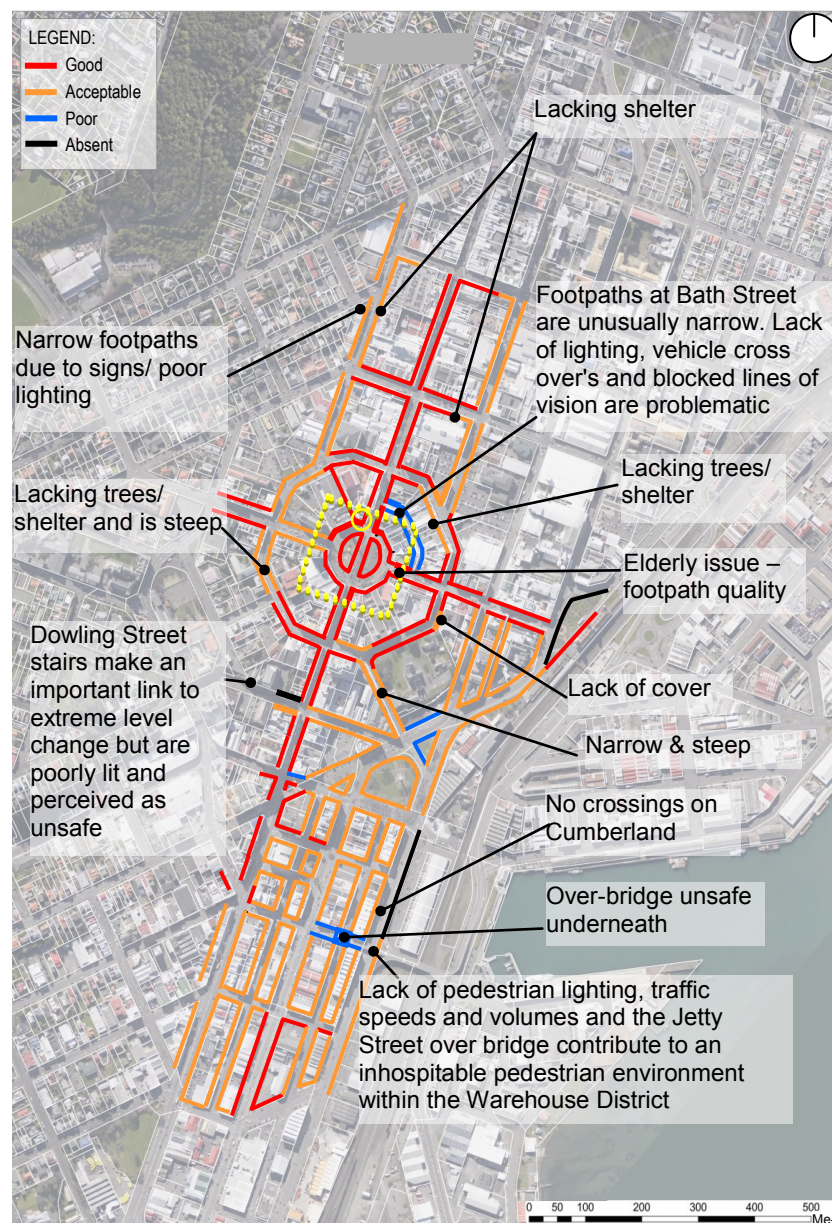 LEGEND:
Good
Acceptable
Poor
Absent
Lacking shelter
Footpaths at Bath Street
are unusually narrow. Lack
of lighting, vehicle cross
over's and blocked lines of
vision are problematic
Narrow footpaths
due to signs/ poor
lighting
Lacking trees/
shelter
Lacking trees/
shelter and is steep
Elderly issue –
footpath quality
Dowling Street
stairs make an
important link to
extreme level
change but are
poorly lit and
perceived as
unsafe
Lack of cover
Narrow & steep
No crossings on
Cumberland
Over-bridge unsafe
underneath
Lack of pedestrian lighting, traffic
speeds and volumes and the Jetty
Street over bridge contribute to an
inhospitable pedestrian environment
within the Warehouse District
0 50 100 200 300 400 500
Me